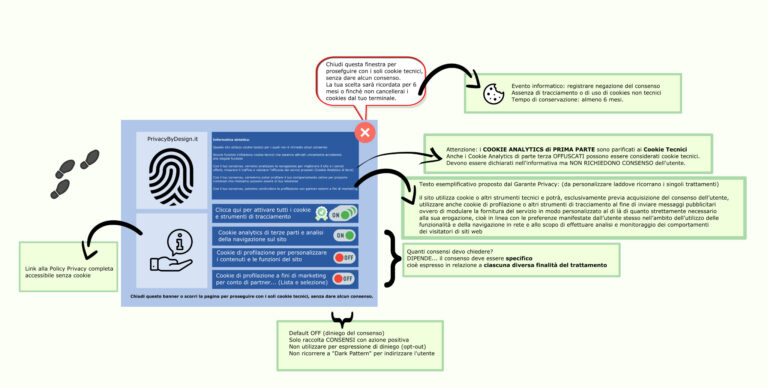 Chiudi questa finestra per
proseguire con i soli cookie tecnici,
senza dare alcun consenso.
La tua scelta sarà ricordata per 6
mesi o finché non cancellerai i
cookies dal tuo terminale.
Evento informatico: registrare negazione del consenso
Assenza di tracciamento o di uso di cookies non tecnici
Tempo di conservazione: almeno 6 mesi.
PrivacyByDesign.it
Informativa sintetica:
Attenzione: i COOKIE ANALYTICS di PRIMA PARTE sono parificati ai Cookie Tecnici
Anche i Cookie Analytics di parte terza OFFUSCATI possono essere considerati cookie tecnici.
Devono essere dichiarati nell'informativa ma NON RICHIEDONO CONSENSO dell'utente.
Testo esemplificativo proposto dal Garante Privacy: (da personalizzare laddove ricorrano i singoli trattamenti)
il sito utilizza cookie o altri strumenti tecnici e potrà, esclusivamente previa acquisizione del consenso dell'utente,
utilizzare anche cookie di profilazione o altri strumenti di tracciamento al fine di inviare messaggi pubblicitari
ovvero di modulare la fornitura del servizio in modo personalizzato al di là di quanto strettamente necessario
alla sua erogazione, cioè in linea con le preferenze manifestate dall'utente stesso nell'ambito dell'utilizzo delle
funzionalità e della navigazione in rete e allo scopo di effettuare analisi e monitoraggio dei comportamenti
dei visitatori di siti web
Clicca qui per attivare tutti i cookie
e strumenti di tracciamento
ON
Cookie analytics di terze parti e analisi
della navigazione sul sito
ON
Cookie di profilazione per personalizzare
i contenuti e le funzioni del sito
OFF
Cookie di profilazione a fini di marketing
per conto di partner... (Lista e selezione)
OFF
Chiudi questo banner o scorri la pagina per proseguire con i soli cookie tecnici, senza dare alcun consenso.
Quanti consensi devo chiedere?
DIPENDE... il consenso deve essere specifico
cioè espresso in relazione a ciascuna diversa finalità del trattamento
Link alla Policy Privacy completa
accessibile senza cookie
Default OFF (diniego del consenso)
Solo raccolta CONSENSI con azione positiva
Non utilizzare per espressione di diniego (opt-out)
Non ricorrere a "Dark Pattern" per indirizzare l'utente